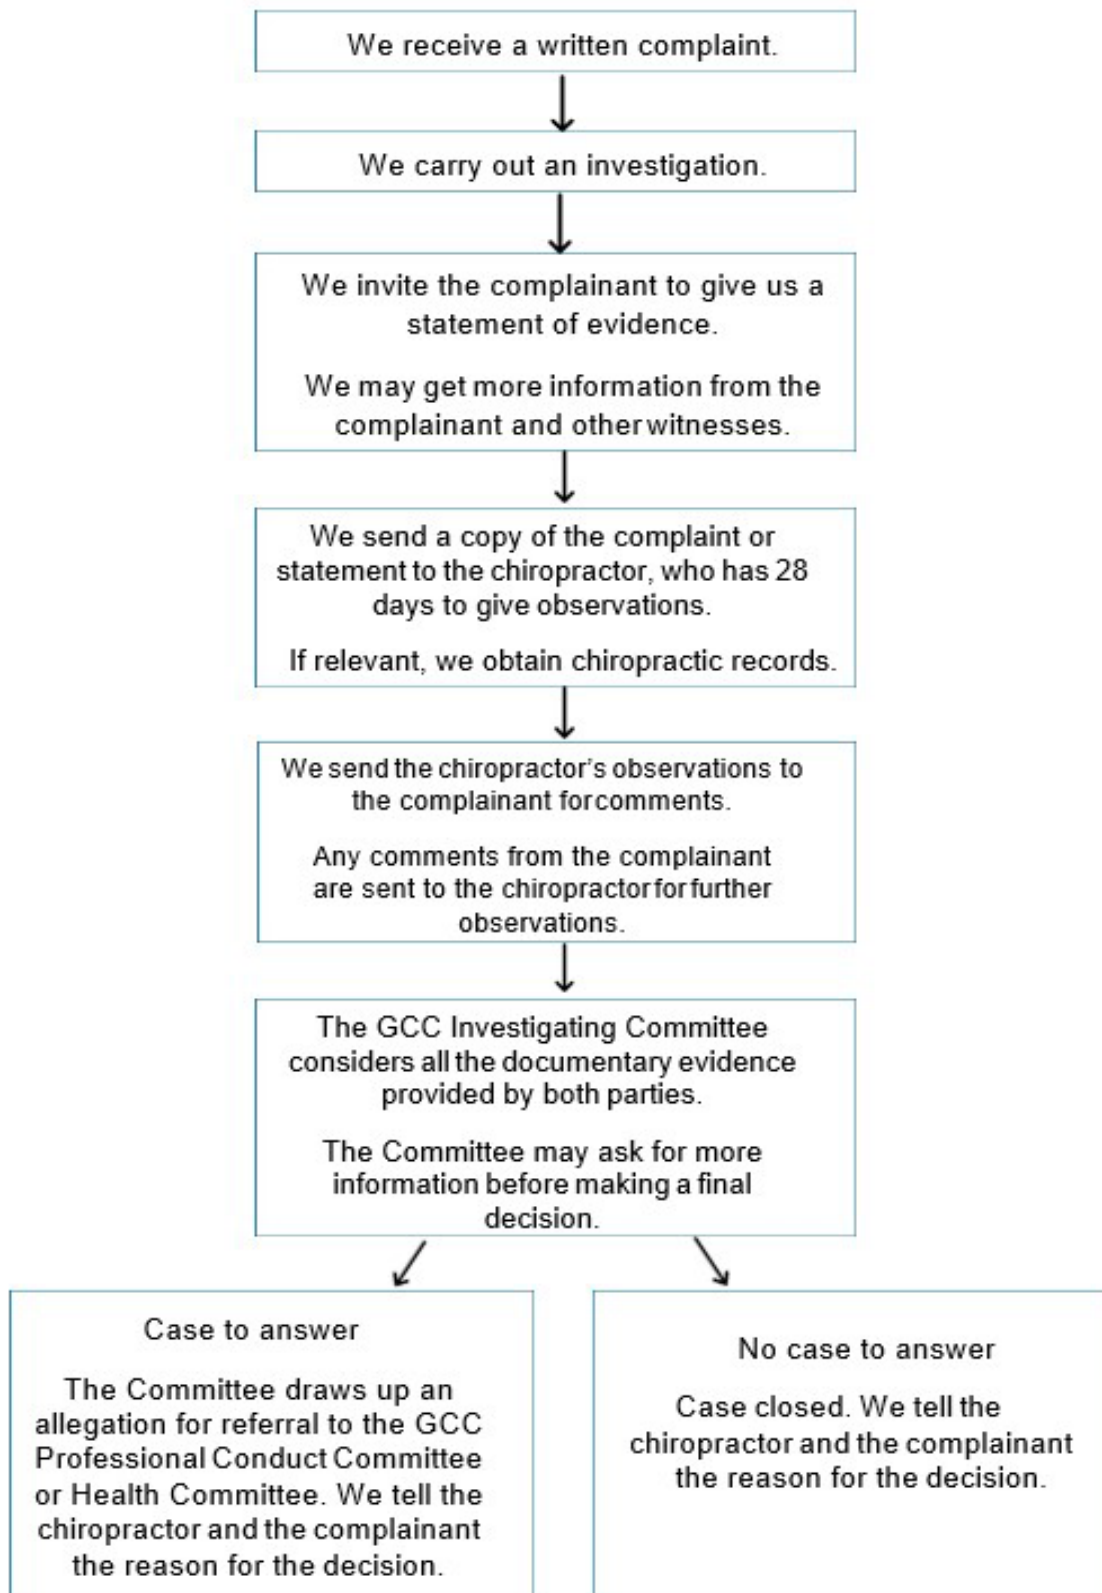 We receive a written complaint.
We carry out an investigation.
We invite the complainant to give us a
statement of evidence.
We may get more information from the
complainant and other witnesses.
We send a copy of the complaint or
statement to the chiropractor, who has 28
days to give observations.
If relevant, we obtain chiropractic records.
We send the chiropractor's observations to
the complainant for comments.
Any comments from the complainant
are sent to the chiropractor for further
observations.
The GCC Investigating Committee
considers all the documentary evidence
provided by both parties.
The Committee may ask for more
information before making a final
decision.
Case to answer
The Committee draws up an
allegation for referral to the GCC
Professional Conduct Committee
or Health Committee. We tell the
chiropractor and the complainant
the reason for the decision.
No case to answer
Case closed. We tell the
chiropractor and the complainant
the reason for the decision.